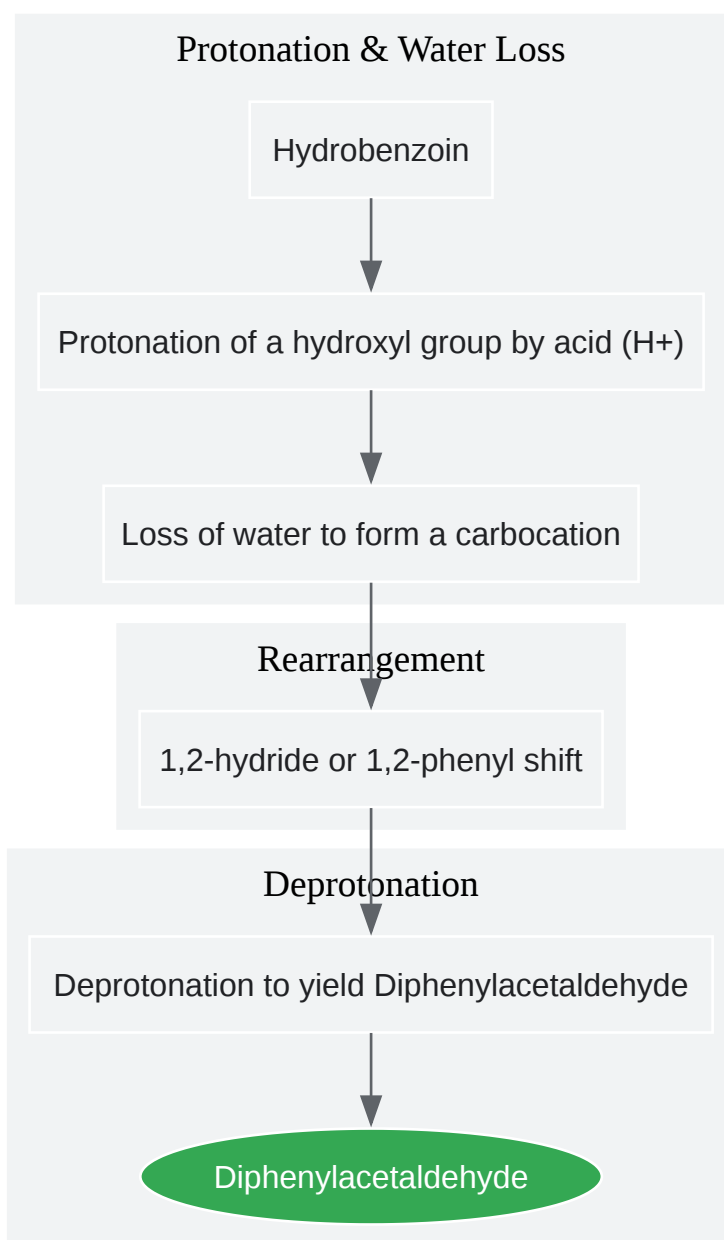 Protonation & Water Loss
Hydrobenzoin
Protonation of a hydroxyl group by acid (H+)
Loss of water to form a carbocation
Rearrangement
1,2-hydride or 1,2-phenyl shift
Deprotonation
Deprotonation to yield Diphenylacetaldehyde
Diphenylacetaldehyde